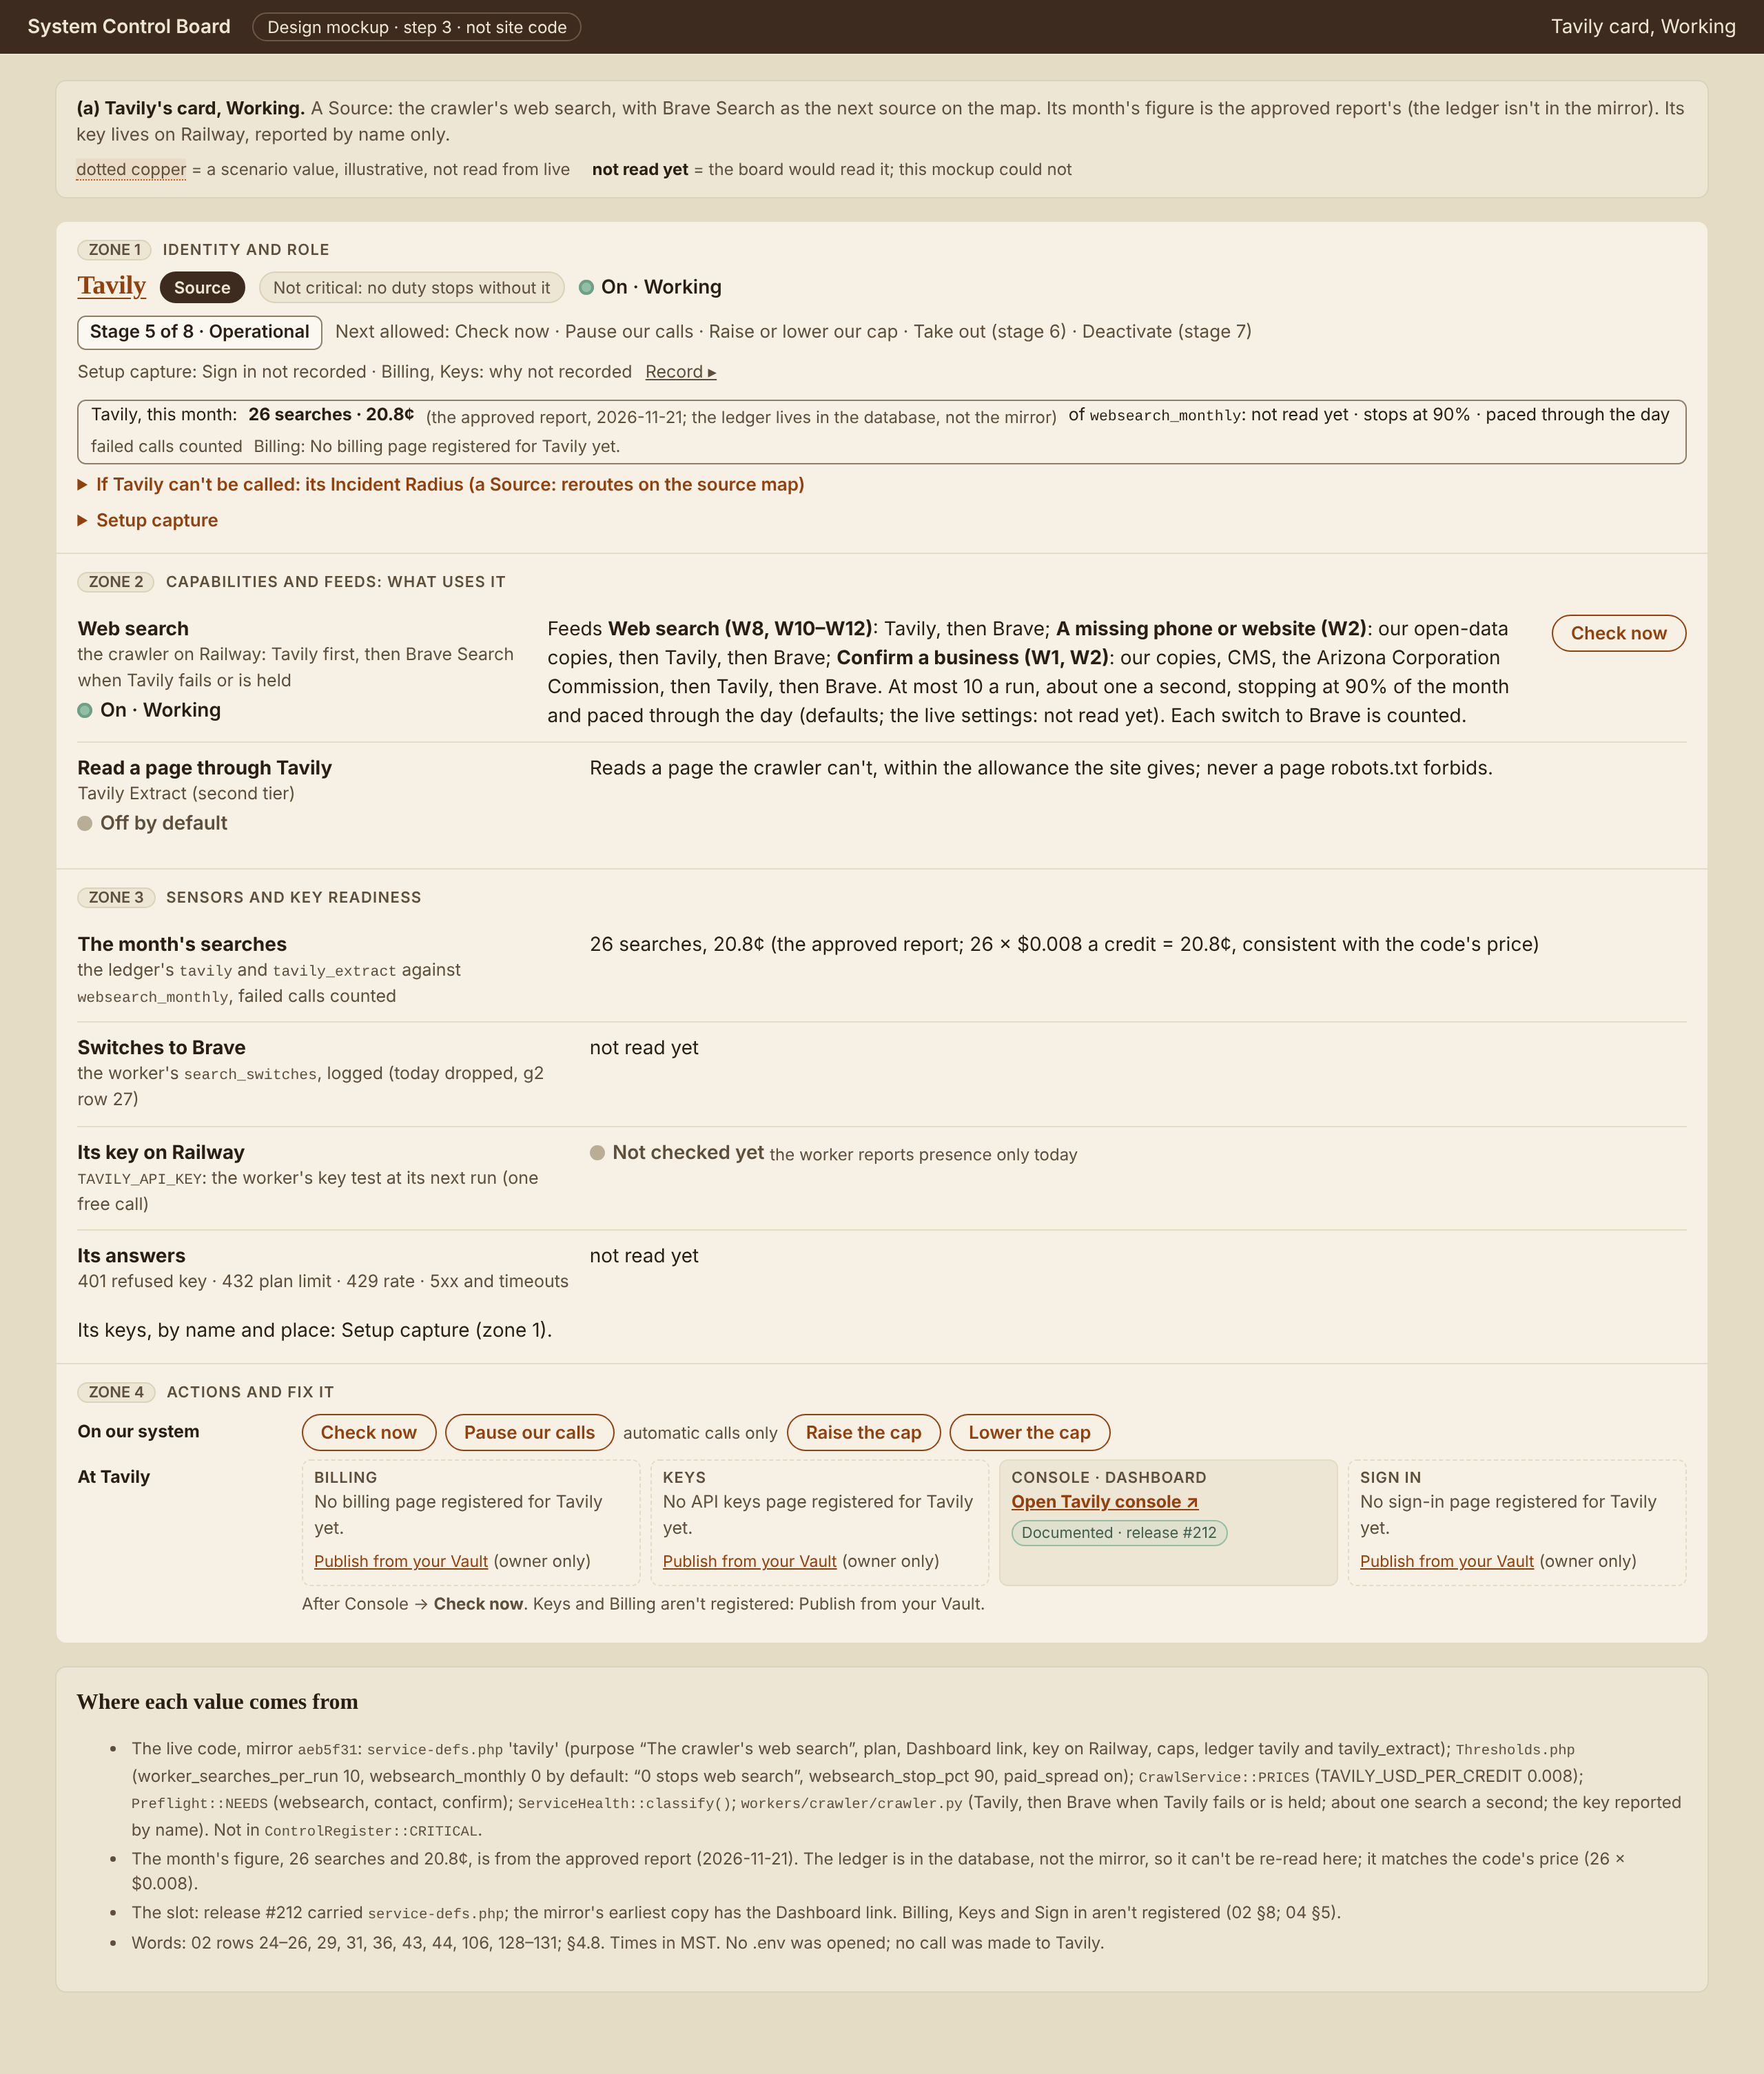 System Control Board
Design mockup · step 3 · not site code
Tavily card, Working
(a) Tavily's card, Working. A Source: the crawler's web search, with Brave Search as the next source on the map. Its month's figure is the approved report's (the ledger isn't in the mirror). Its
key lives on Railway, reported by name only.
dotted copper = a scenario value, illustrative, not read from live not read yet = the board would read it; this mockup could not
ZONE 1 IDENTITY AND ROLE
Tavily Source Not critical: no duty stops without it On · Working
Stage 5 of 8 · Operational Next allowed: Check now · Pause our calls · Raise or lower our cap · Take out (stage 6) · Deactivate (stage 7)
Setup capture: Sign in not recorded · Billing, Keys: why not recorded Record ▸
Tavily, this month: 26 searches · 20.8¢ (the approved report, 2026-11-21; the ledger lives in the database, not the mirror) of websearch_monthly: not read yet · stops at 90% · paced through the day
failed calls counted Billing: No billing page registered for Tavily yet.
▶ If Tavily can't be called: its Incident Radius (a Source: reroutes on the source map)
▶ Setup capture
ZONE 2 CAPABILITIES AND FEEDS: WHAT USES IT
Web search
the crawler on Railway: Tavily first, then Brave Search
when Tavily fails or is held
On · Working
Feeds Web search (W8, W10–W12): Tavily, then Brave; A missing phone or website (W2): our open-data
copies, then Tavily, then Brave; Confirm a business (W1, W2): our copies, CMS, the Arizona Corporation
Commission, then Tavily, then Brave. At most 10 a run, about one a second, stopping at 90% of the month
and paced through the day (defaults; the live settings: not read yet). Each switch to Brave is counted.
Check now
Read a page through Tavily
Tavily Extract (second tier)
Off by default
Reads a page the crawler can't, within the allowance the site gives; never a page robots.txt forbids.
ZONE 3 SENSORS AND KEY READINESS
The month's searches
the ledger's tavily and tavily_extract against
websearch_monthly, failed calls counted
26 searches, 20.8¢ (the approved report; 26 × $0.008 a credit = 20.8¢, consistent with the code's price)
Switches to Brave
the worker's search_switches, logged (today dropped, g2
row 27)
not read yet
Its key on Railway
TAVILY_API_KEY: the worker's key test at its next run (one
free call)
Not checked yet the worker reports presence only today
Its answers
401 refused key · 432 plan limit · 429 rate · 5xx and timeouts
not read yet
Its keys, by name and place: Setup capture (zone 1).
ZONE 4 ACTIONS AND FIX IT
On our system
Check now Pause our calls automatic calls only Raise the cap Lower the cap
At Tavily
BILLING
No billing page registered for Tavily
yet.
Publish from your Vault (owner only)
KEYS
No API keys page registered for Tavily
yet.
Publish from your Vault (owner only)
CONSOLE · DASHBOARD
Open Tavily console ↗
Documented · release #212
SIGN IN
No sign-in page registered for Tavily
yet.
Publish from your Vault (owner only)
After Console → Check now. Keys and Billing aren't registered: Publish from your Vault.
Where each value comes from
• The live code, mirror aeb5f31: service-defs.php 'tavily' (purpose “The crawler's web search”, plan, Dashboard link, key on Railway, caps, ledger tavily and tavily_extract); Thresholds.php
(worker_searches_per_run 10, websearch_monthly 0 by default: “0 stops web search”, websearch_stop_pct 90, paid_spread on); CrawlService::PRICES (TAVILY_USD_PER_CREDIT 0.008);
Preflight::NEEDS (websearch, contact, confirm); ServiceHealth::classify(); workers/crawler/crawler.py (Tavily, then Brave when Tavily fails or is held; about one search a second; the key reported
by name). Not in ControlRegister::CRITICAL.
• The month's figure, 26 searches and 20.8¢, is from the approved report (2026-11-21). The ledger is in the database, not the mirror, so it can't be re-read here; it matches the code's price (26 ×
$0.008).
• The slot: release #212 carried service-defs.php; the mirror's earliest copy has the Dashboard link. Billing, Keys and Sign in aren't registered (02 §8; 04 §5).
• Words: 02 rows 24–26, 29, 31, 36, 43, 44, 106, 128–131; §4.8. Times in MST. No .env was opened; no call was made to Tavily.